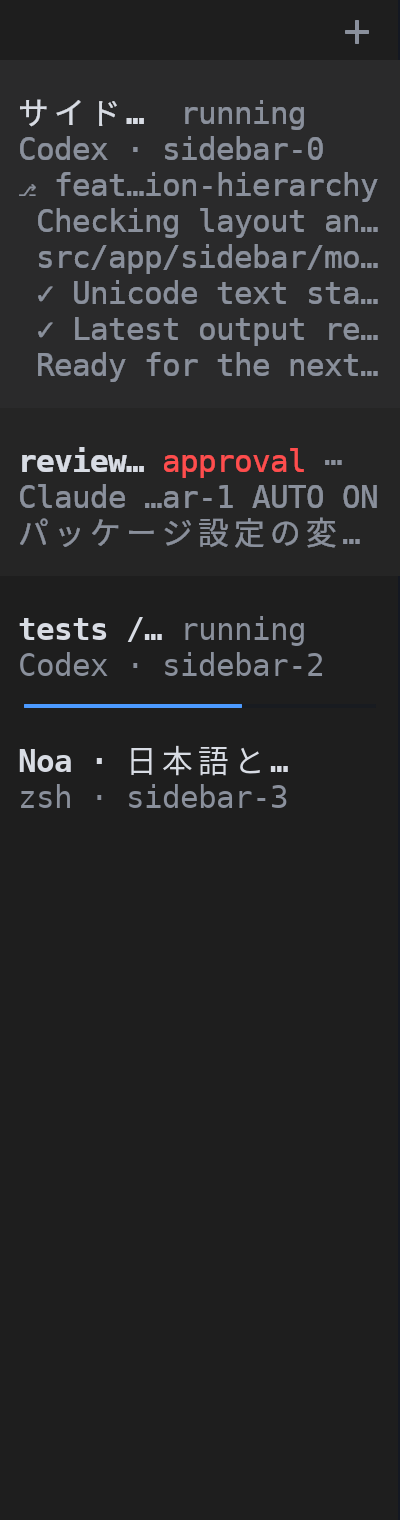 +
サイド… running
Codex · sidebar-0
⎇ feat…ion-hierarchy
Checking layout an…
src/app/sidebar/mo…
✓ Unicode text sta…
✓ Latest output re…
Ready for the next…
review… approval ⋯
Claude …ar-1 AUTO ON
パッケージ設定の変…
tests /… running
Codex · sidebar-2
Noa · 日本語と…
zsh · sidebar-3